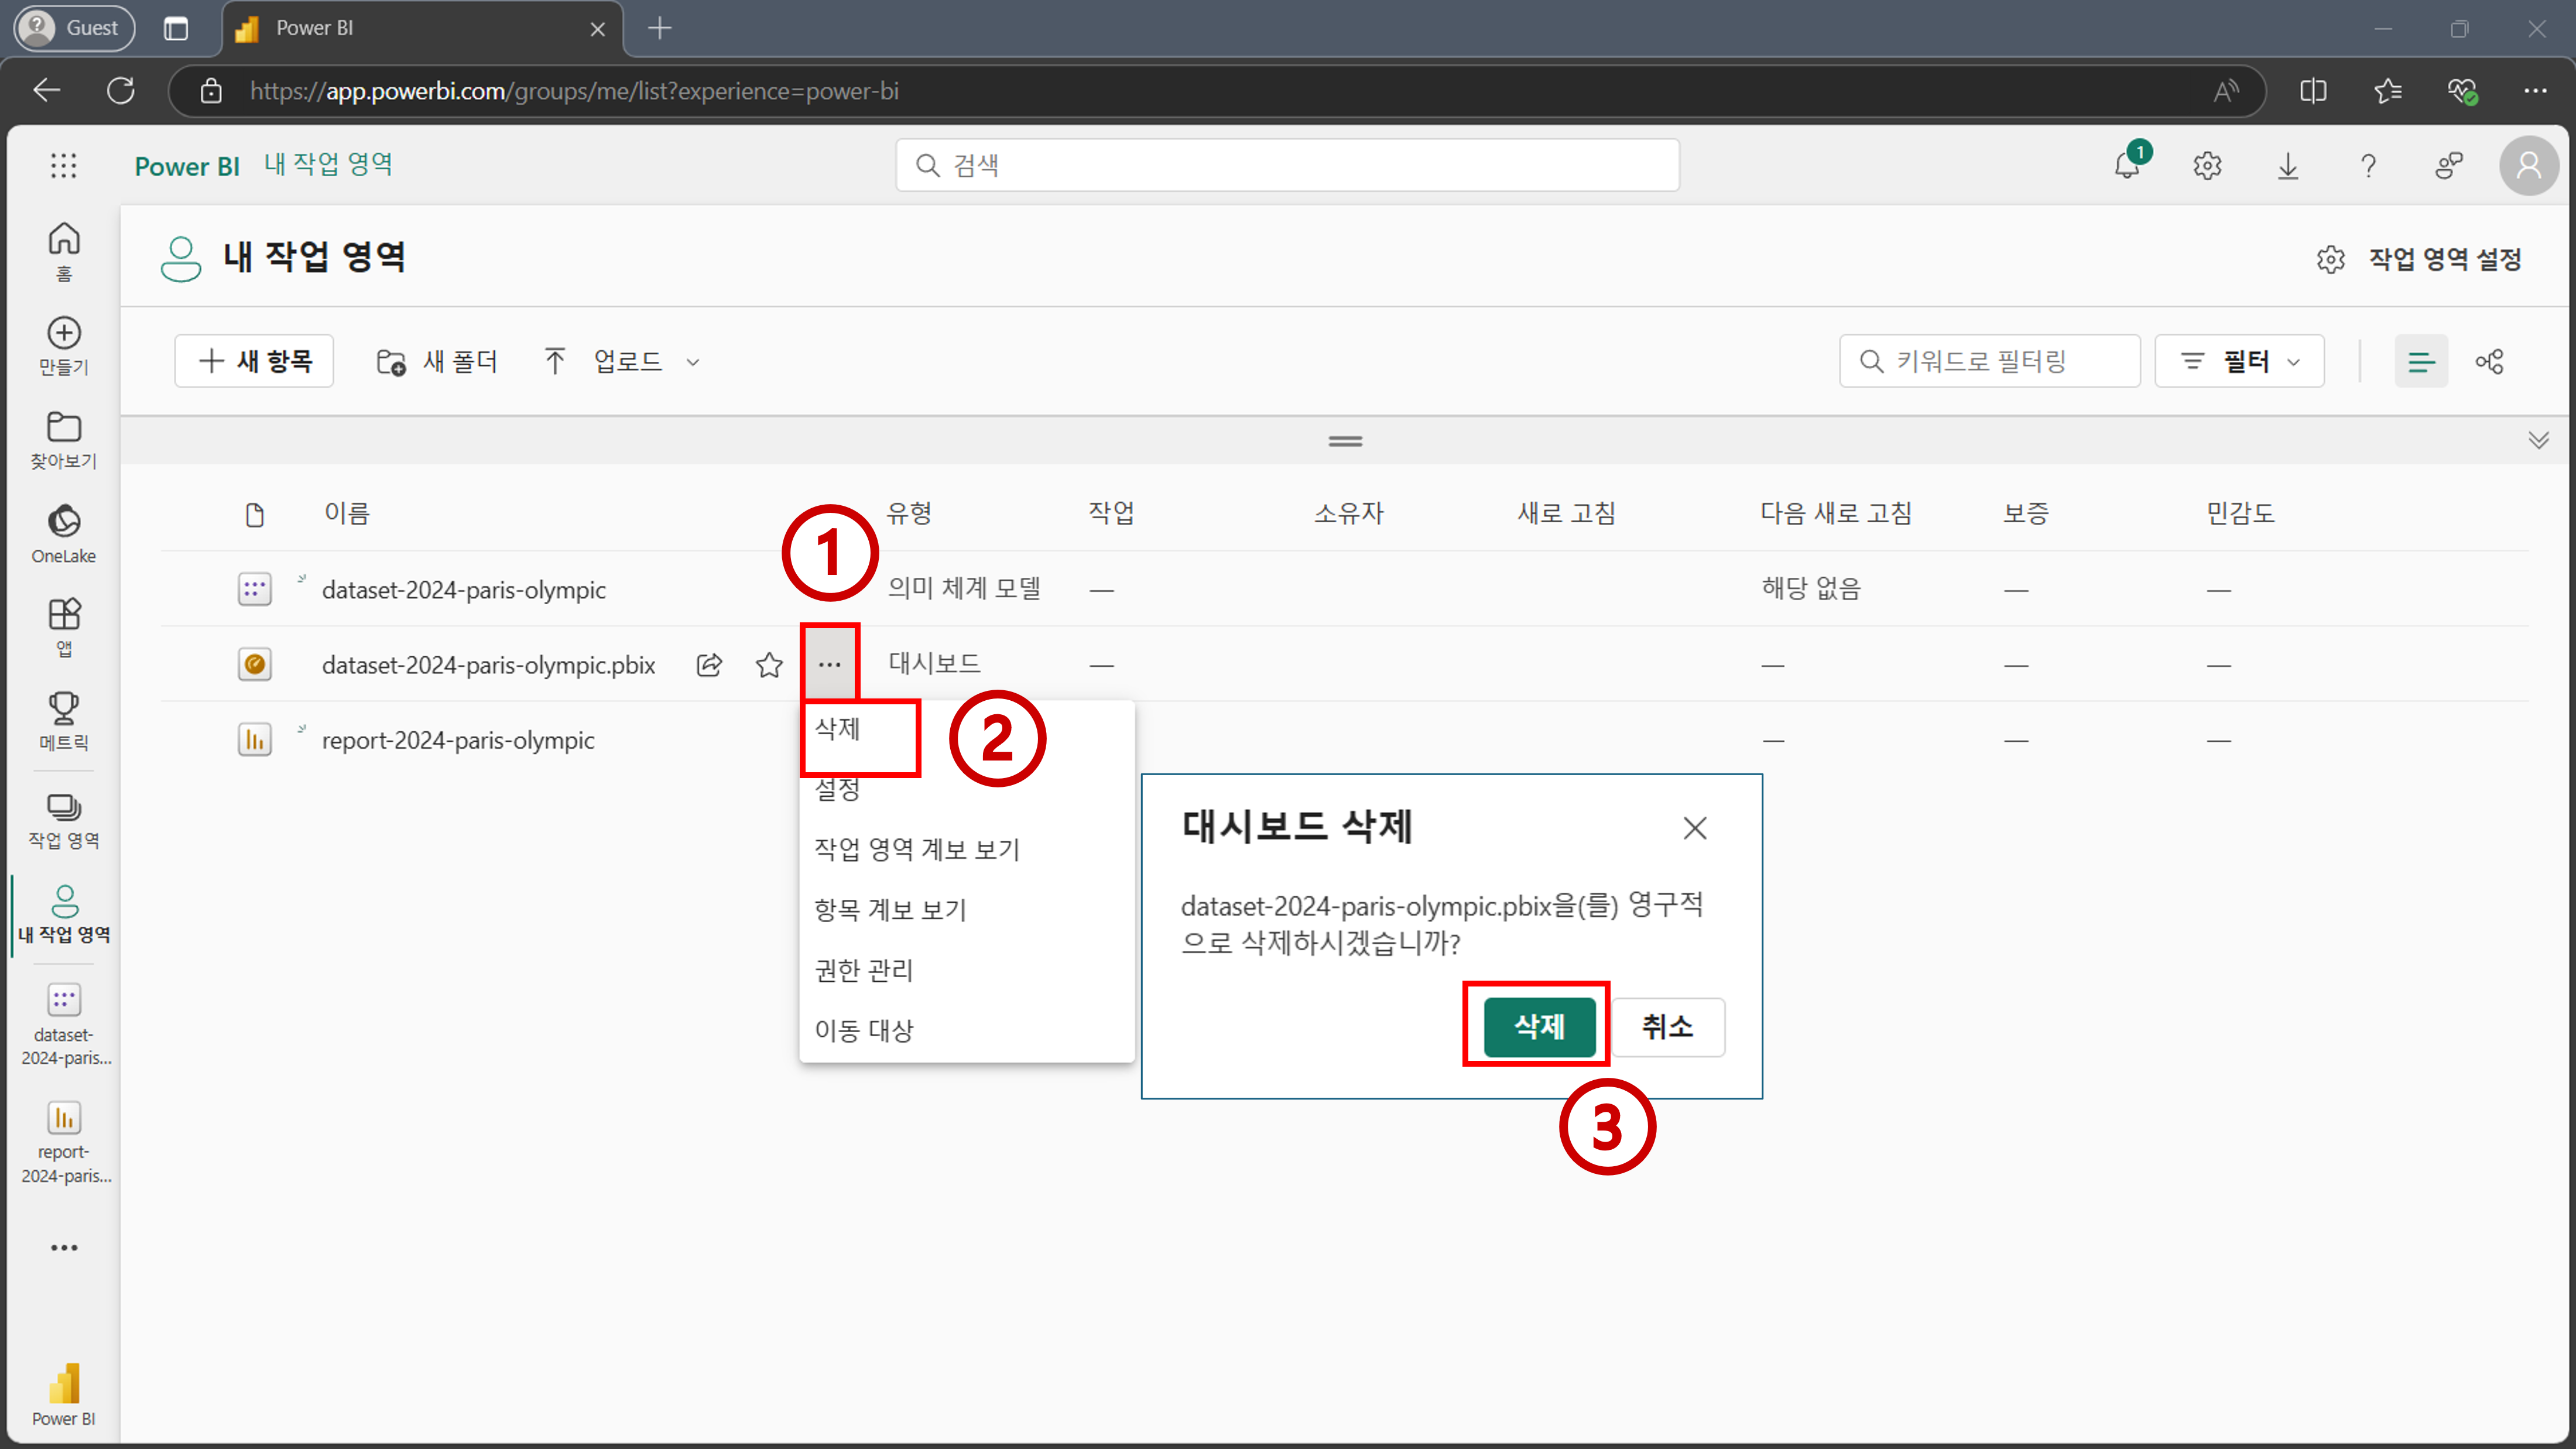 Guest
Power BI
https://app.powerbi.com/groups/me/list?experience=power-bi
Power BI 내 작업 영역
검색
1
홈
만들기
찾아보기
OneLake
앱
메트릭
작업 영역
내 작업 영역
dataset-
2024-paris...
report-
2024-paris...
Power BI
내 작업 영역
작업 영역 설정
새 항목
새 폴더
업로드
키워드로 필터링
필터
이름 유형 작업 소유자 새로 고침 다음 새로 고침 보증 민감도
1
dataset-2024-paris-olympic 의미 체계 모델 — 해당 없음 — —
dataset-2024-paris-olympic.pbix ... 대시보드 — — — —
report-2024-paris-olympic — — —
삭제
2
설정
작업 영역 계보 보기
항목 계보 보기
권한 관리
이동 대상
대시보드 삭제
dataset-2024-paris-olympic.pbix을(를) 영구적
으로 삭제하시겠습니까?
삭제 취소
3